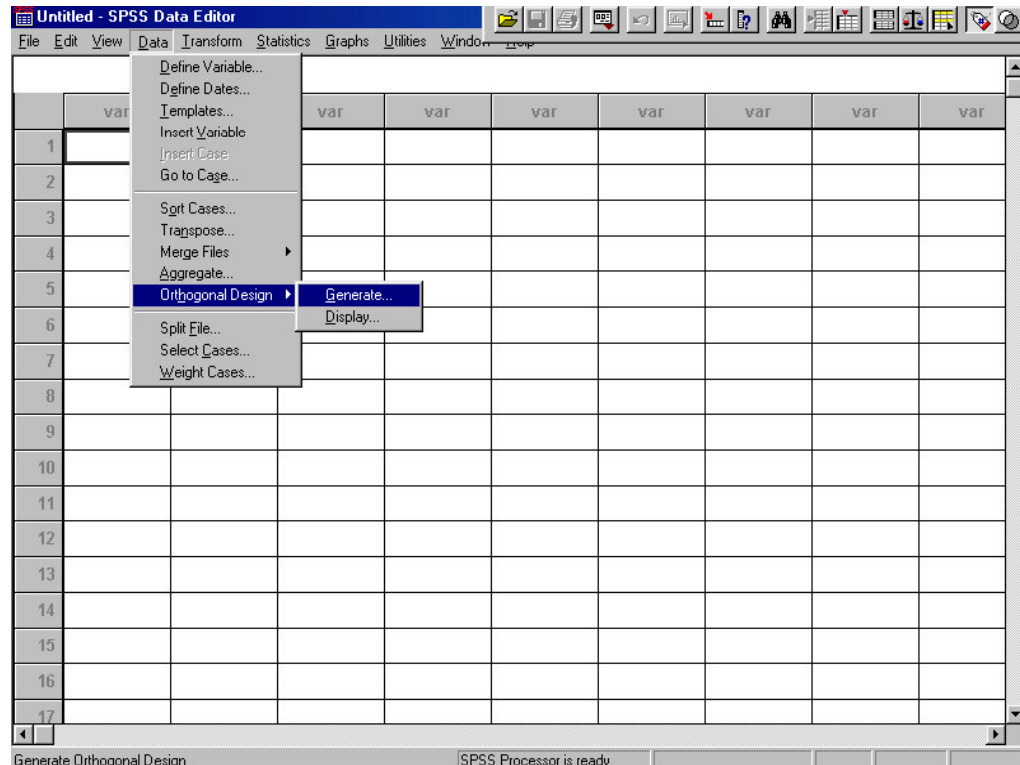 Untitled - SPSS Data Editor
File Edit View Data Transform Statistics Graphs Utilities Window Help
Define Variable...
Define Dates...
Templates...
Insert Variable
Insert Case
Go to Case...
Sort Cases...
Transpose...
Merge Files
Aggregate...
Orthogonal Design
Generate...
Display...
Split File...
Select Cases...
Weight Cases...
var var var var var var var var
1
2
3
4
5
6
7
8
9
10
11
12
13
14
15
16
17
Generate Orthogonal Design SPSS Processor is ready